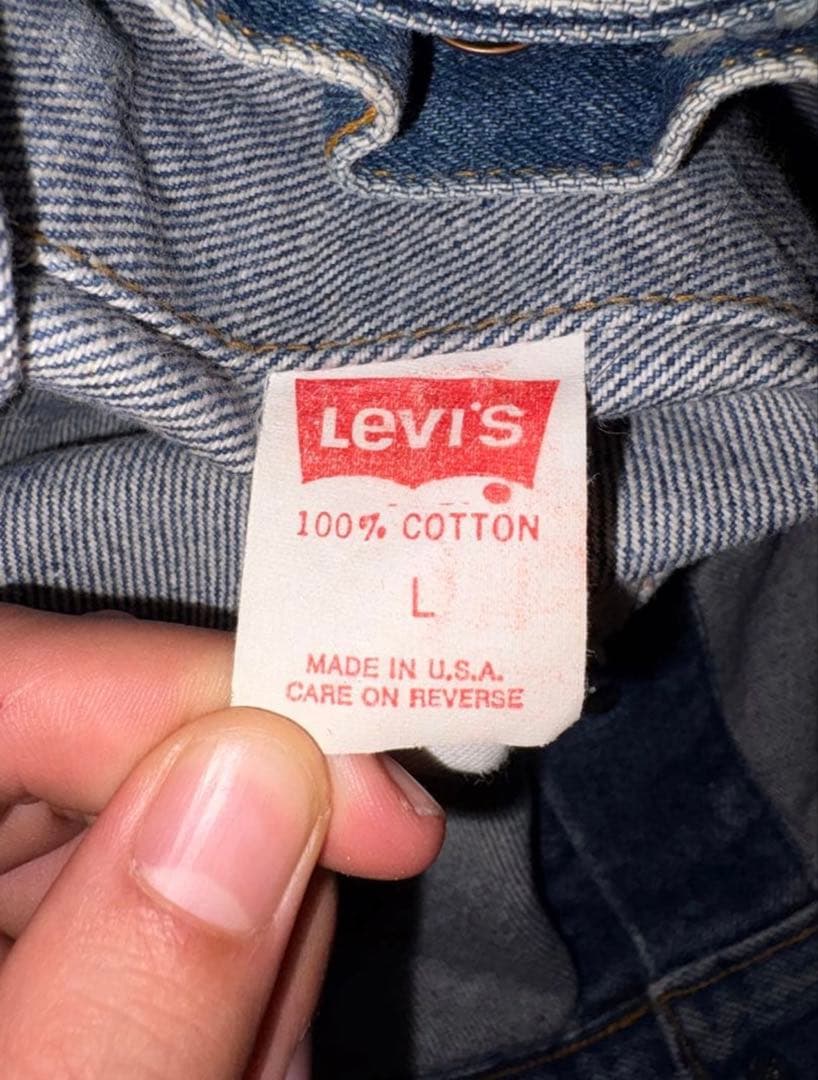 Levi's
100% COTTON
L
MADE IN U.S.A.
CARE ON REVERSE